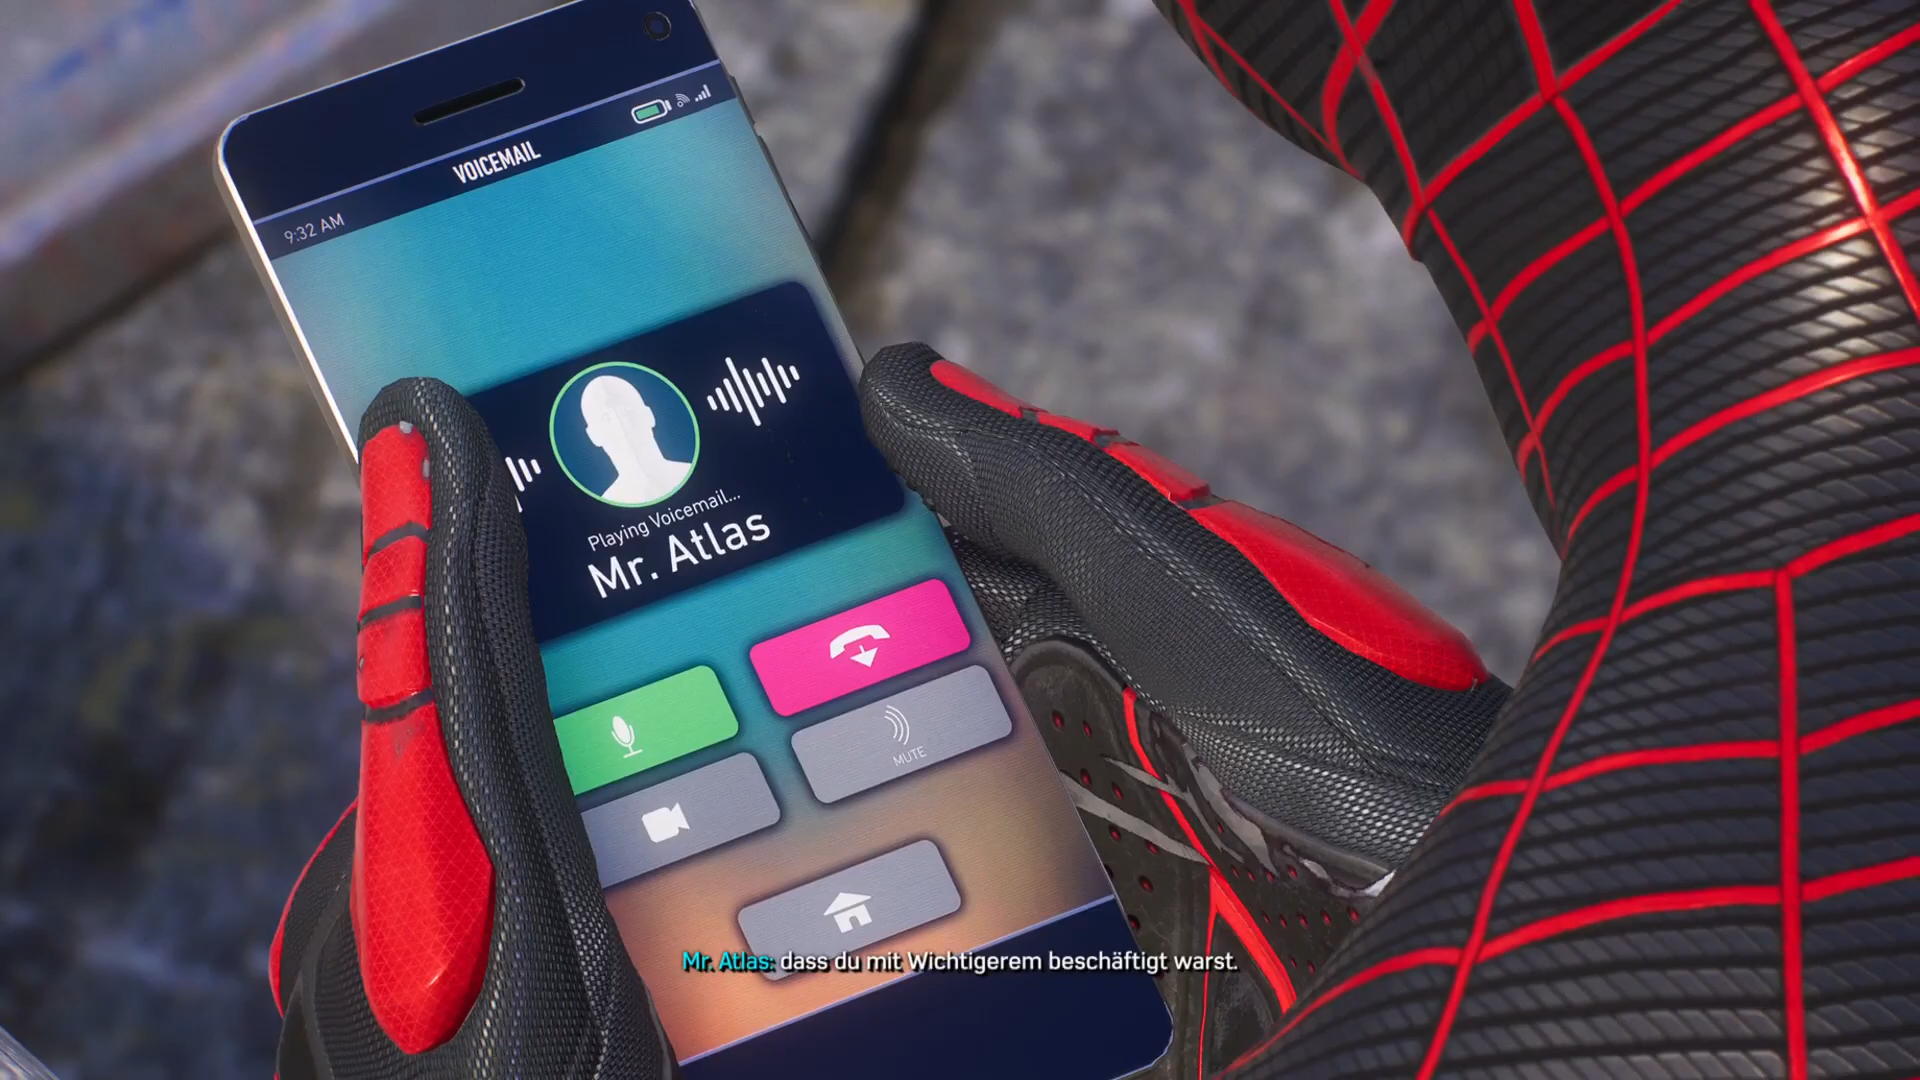 VOICEMAIL
9:32 AM
Playing Voicemail...
Mr. Atlas
MUTE
Mr. Atlas: dass du mit Wichtigerem beschäftigt warst.